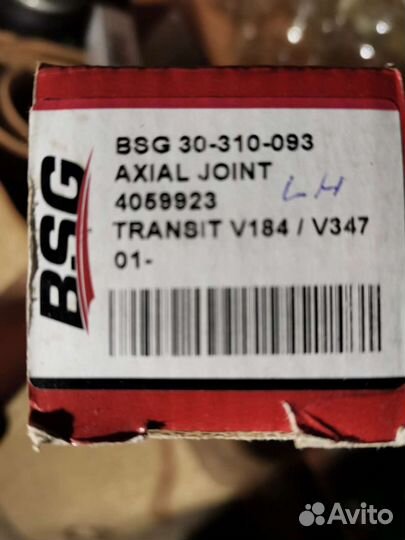 BSG
BSG 30-310-093
AXIAL JOINT
4059923
LH
TRANSIT V184 / V347
01-
Avito